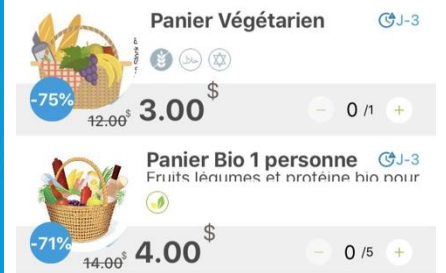 Panier Végétarien
J-3
حلال
-75%
12.00$
3.00$
− 0 /1 +
Panier Bio 1 personne
J-3
Fruits légumes et protéine bio pour
-71%
14.00$
4.00$
− 0 /5 +